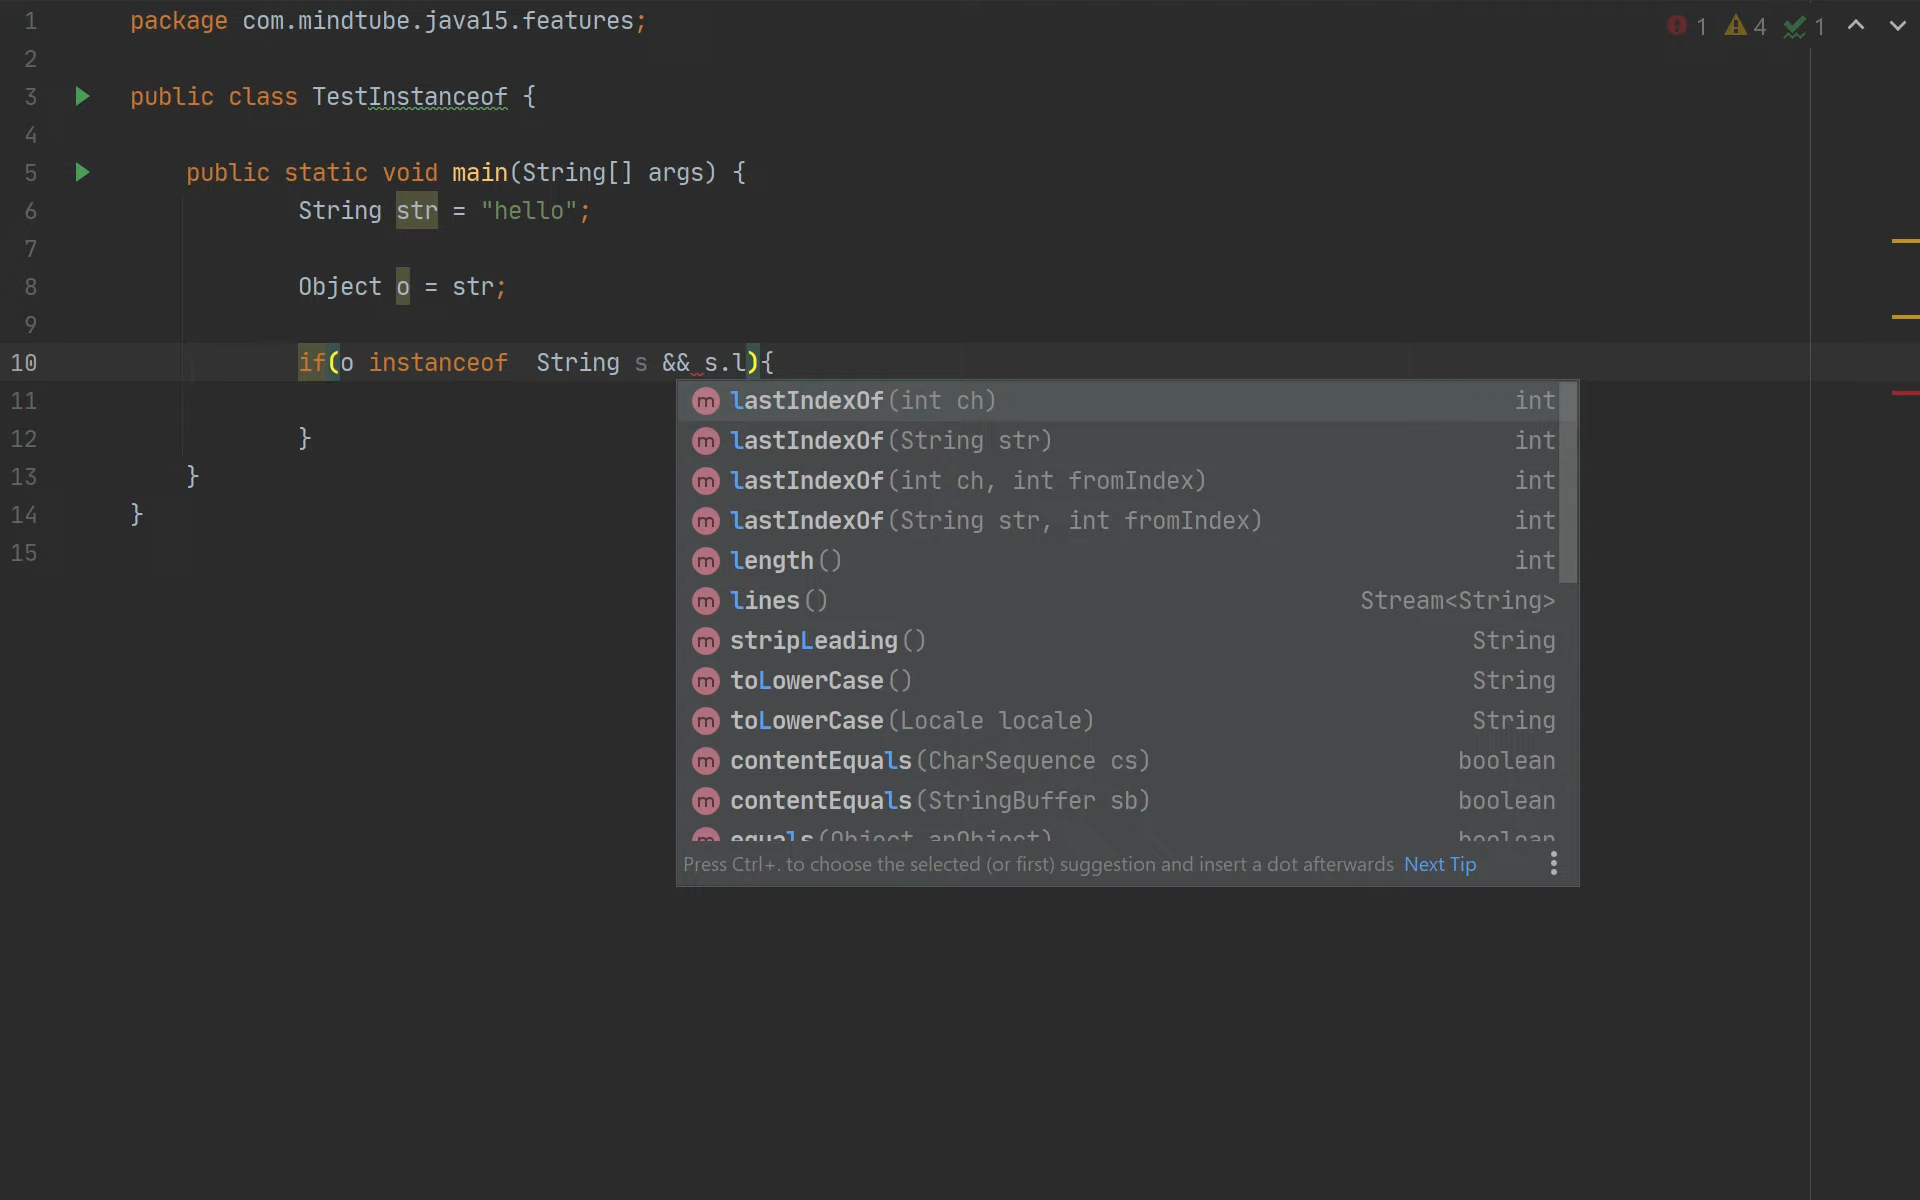 1 package com.mindtube.java15.features;
1 4 1
2
3 public class TestInstanceof {
4
5 public static void main(String[] args) {
6 String str = "hello";
7
8 Object o = str;
9
10 if(o instanceof  String s && s.l){
11
12 }
13 }
14 }
15
m lastIndexOf(int ch) int
m lastIndexOf(String str) int
m lastIndexOf(int ch, int fromIndex) int
m lastIndexOf(String str, int fromIndex) int
m length() int
m lines() Stream<String>
m stripLeading() String
m toLowerCase() String
m toLowerCase(Locale locale) String
m contentEquals(CharSequence cs) boolean
m contentEquals(StringBuffer sb) boolean
m equals(Object anObject) boolean
Press Ctrl+. to choose the selected (or first) suggestion and insert a dot afterwards Next Tip